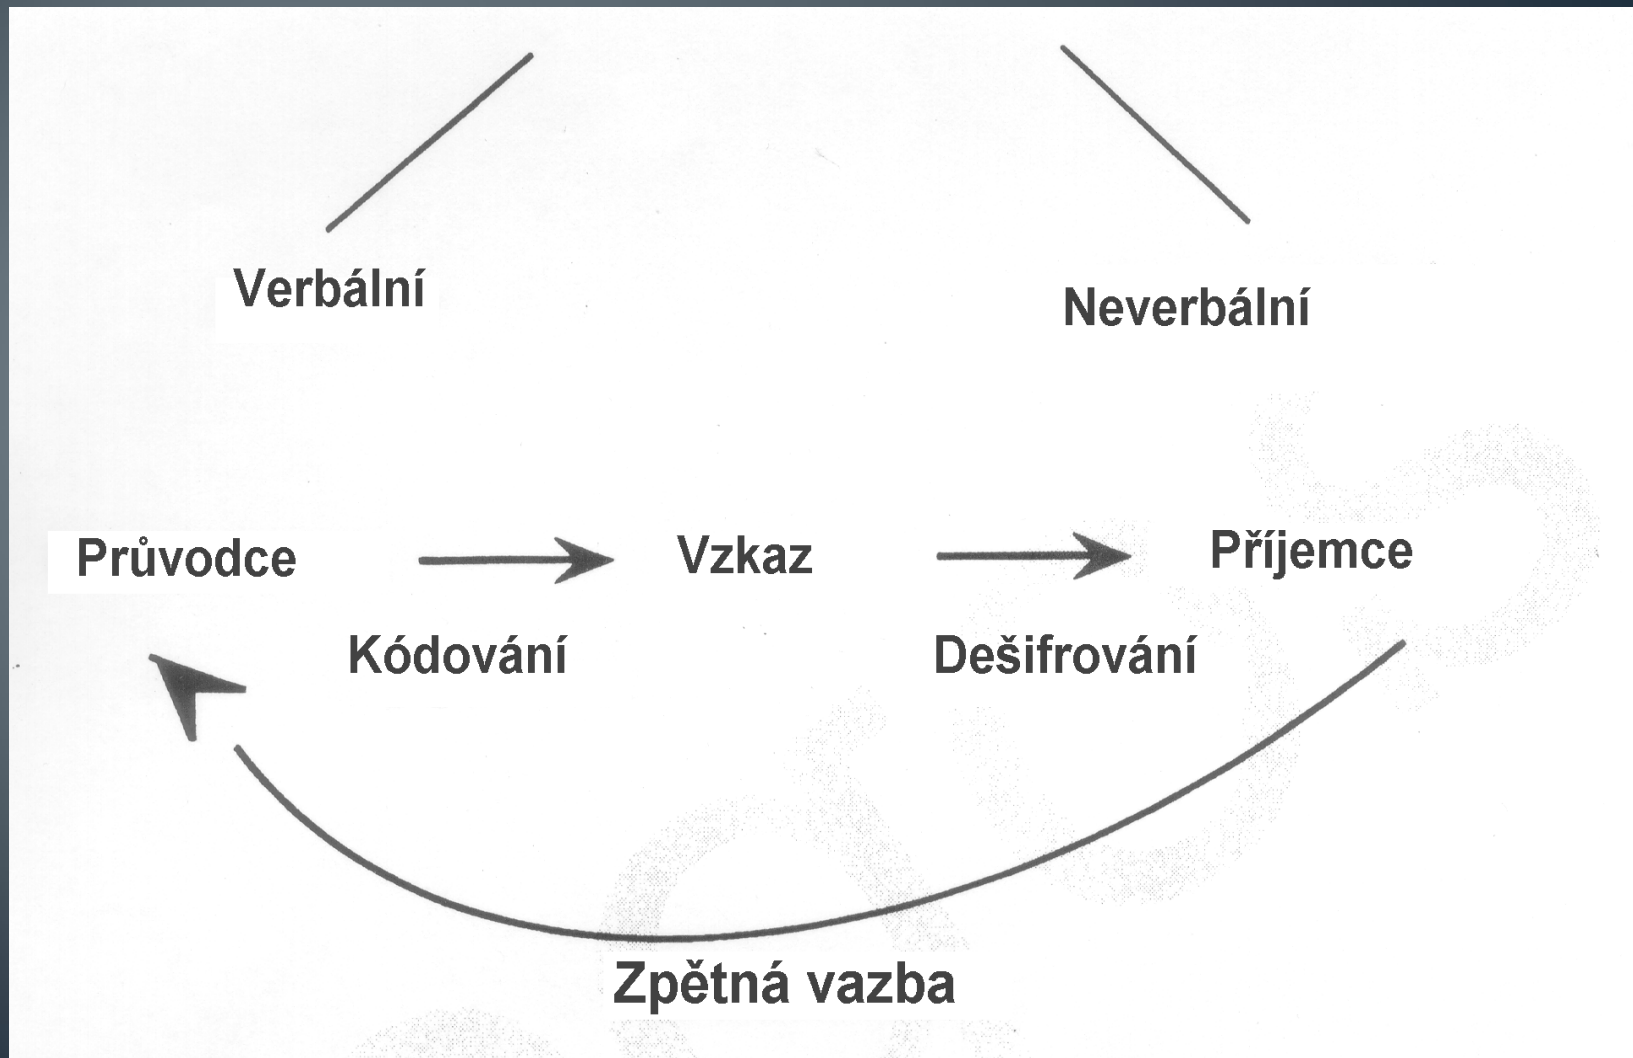 Verbální
Neverbální
Průvodce
Vzkaz
Příjemce
Kódování
Dešifrování
Zpětná vazba